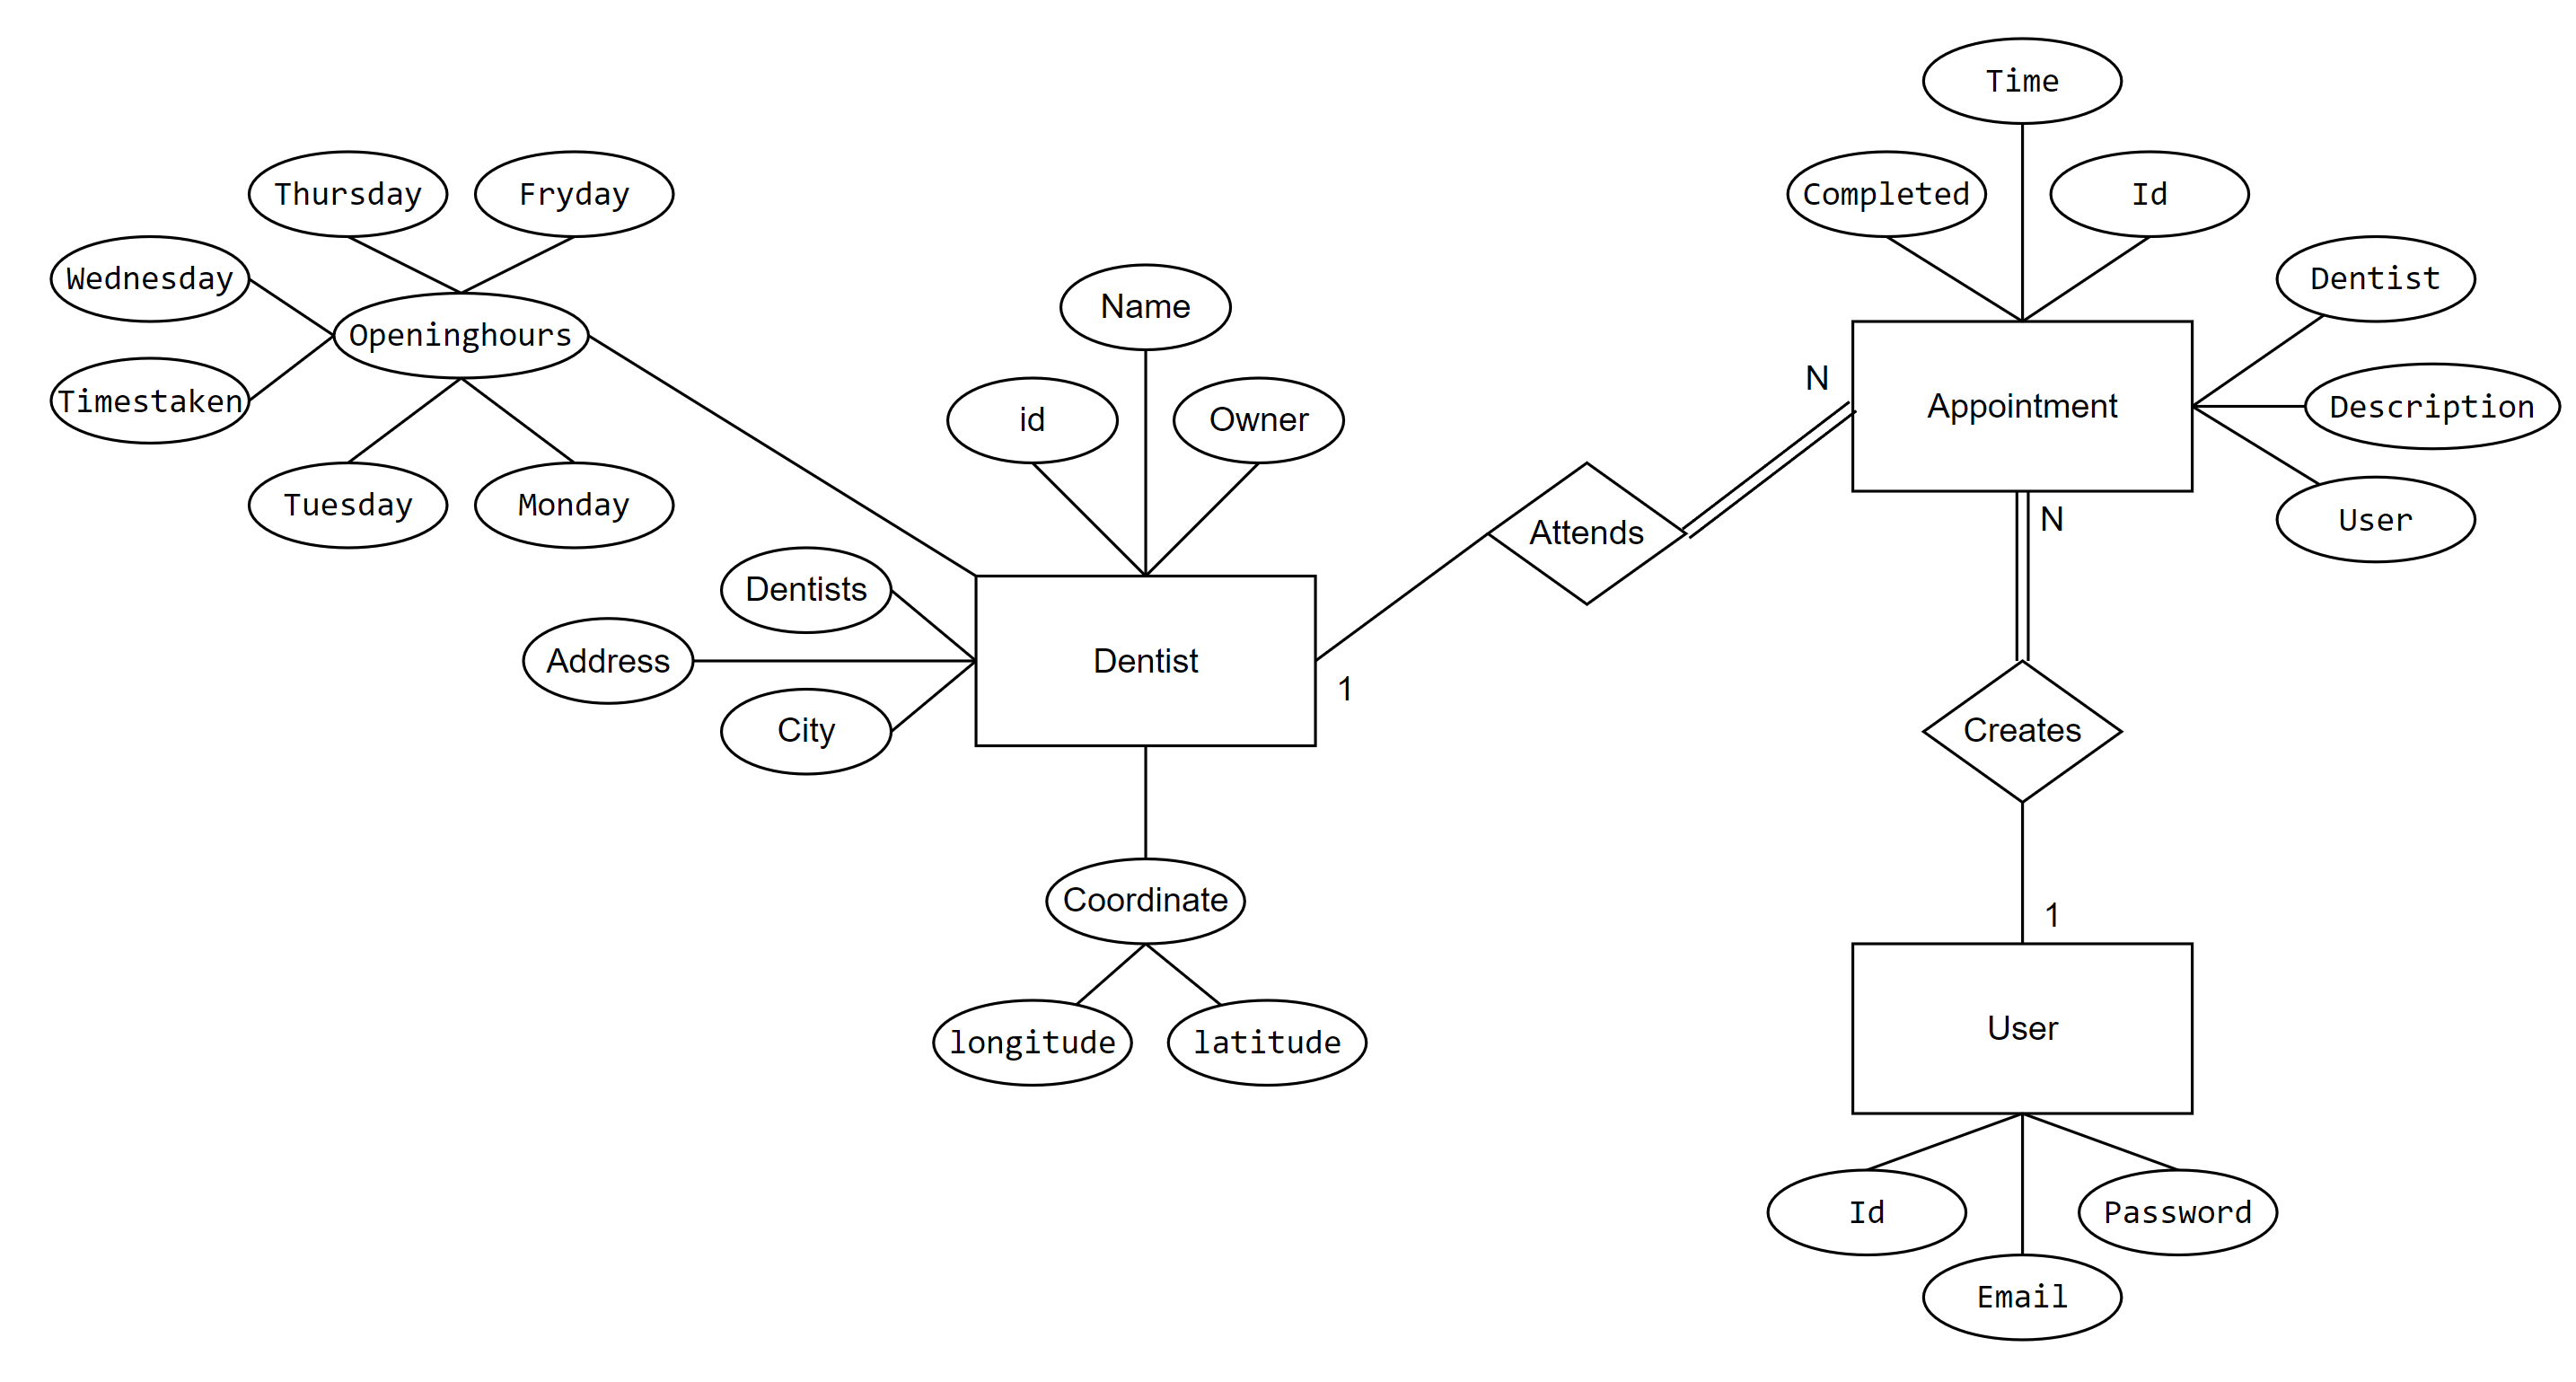 Time
Thursday
Fryday
Completed
Id
Wednesday
Dentist
Name
Openinghours
N
Timestaken
id
Owner
Appointment
Description
Tuesday
Monday
Attends
N
User
Dentists
Address
Dentist
1
City
Creates
Coordinate
1
longitude
latitude
User
Id
Password
Email